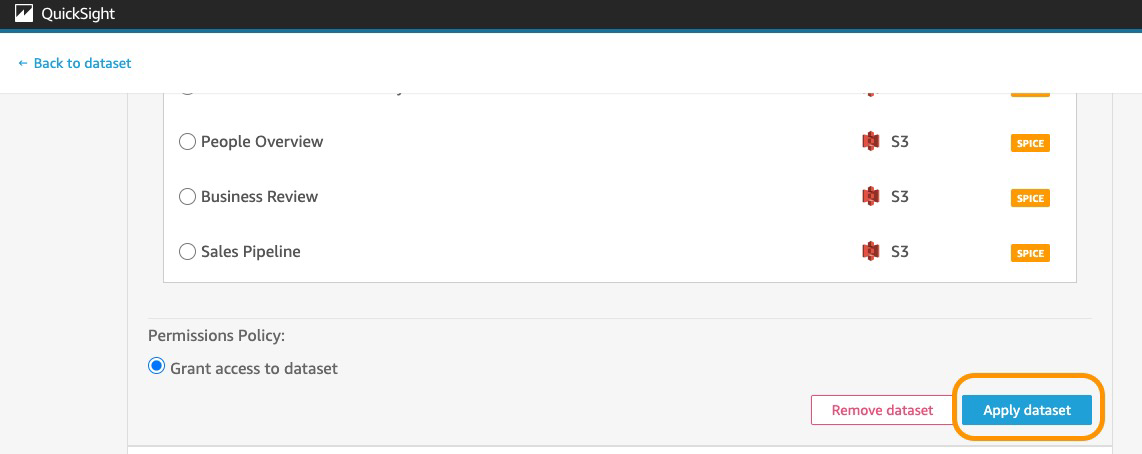 QuickSight
← Back to dataset
People Overview S3 SPICE
Business Review S3 SPICE
Sales Pipeline S3 SPICE
Permissions Policy:
Grant access to dataset
Remove dataset Apply dataset